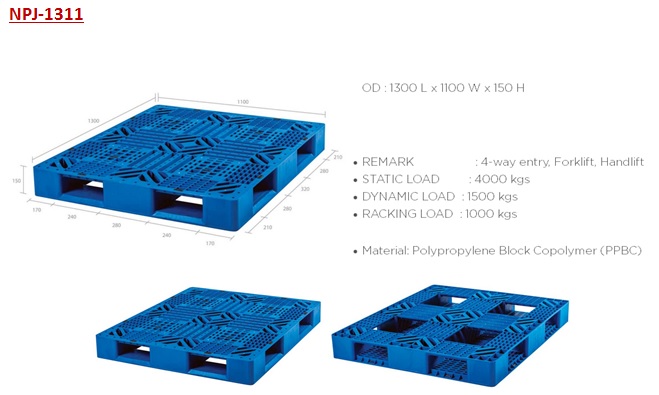 NPJ-1311
OD : 1300 L x 1100 W x 150 H
1300
1100
150
170
240
280
240
170
210
280
320
280
210
• REMARK : 4-way entry, Forklift, Handlift
• STATIC LOAD : 4000 kgs
• DYNAMIC LOAD : 1500 kgs
• RACKING LOAD : 1000 kgs
• Material: Polypropylene Block Copolymer (PPBC)